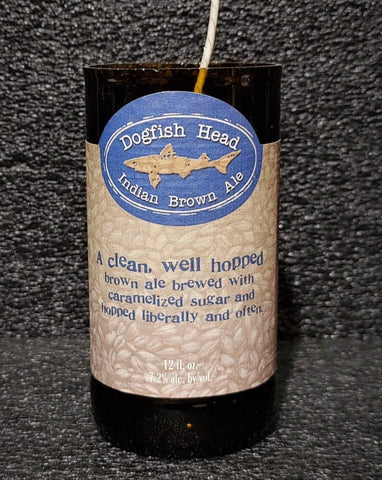 Dogfish Head
Indian Brown Ale
A clean, well hopped
brown ale brewed with
caramelized sugar and
hopped liberally and often.
12 fl. oz.
7.2% alc. by vol.